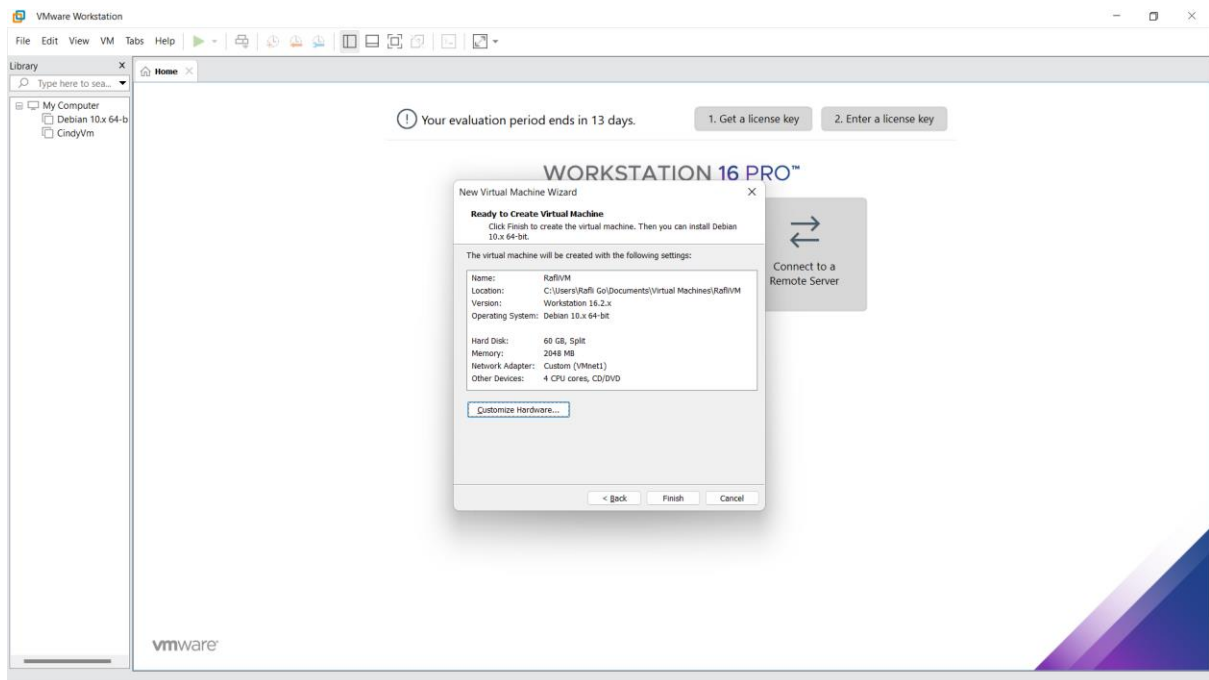 VMware Workstation
File Edit View VM Tabs Help
Library X
Type here to sea...
My Computer
Debian 10.x 64-b
CindyVm
Home
Your evaluation period ends in 13 days.
1. Get a license key
2. Enter a license key
WORKSTATION 16 PRO™
Connect to a
Remote Server
New Virtual Machine Wizard
Ready to Create Virtual Machine
Click Finish to create the virtual machine. Then you can install Debian
10.x 64-bit.
The virtual machine will be created with the following settings:
Name: RafliVM
Location: C:\Users\Rafli Go\Documents\Virtual Machines\RafliVM
Version: Workstation 16.2.x
Operating System: Debian 10.x 64-bit
Hard Disk: 60 GB, Split
Memory: 2048 MB
Network Adapter: Custom (VMnet1)
Other Devices: 4 CPU cores, CD/DVD
Customize Hardware...
< Back Finish Cancel
vmware